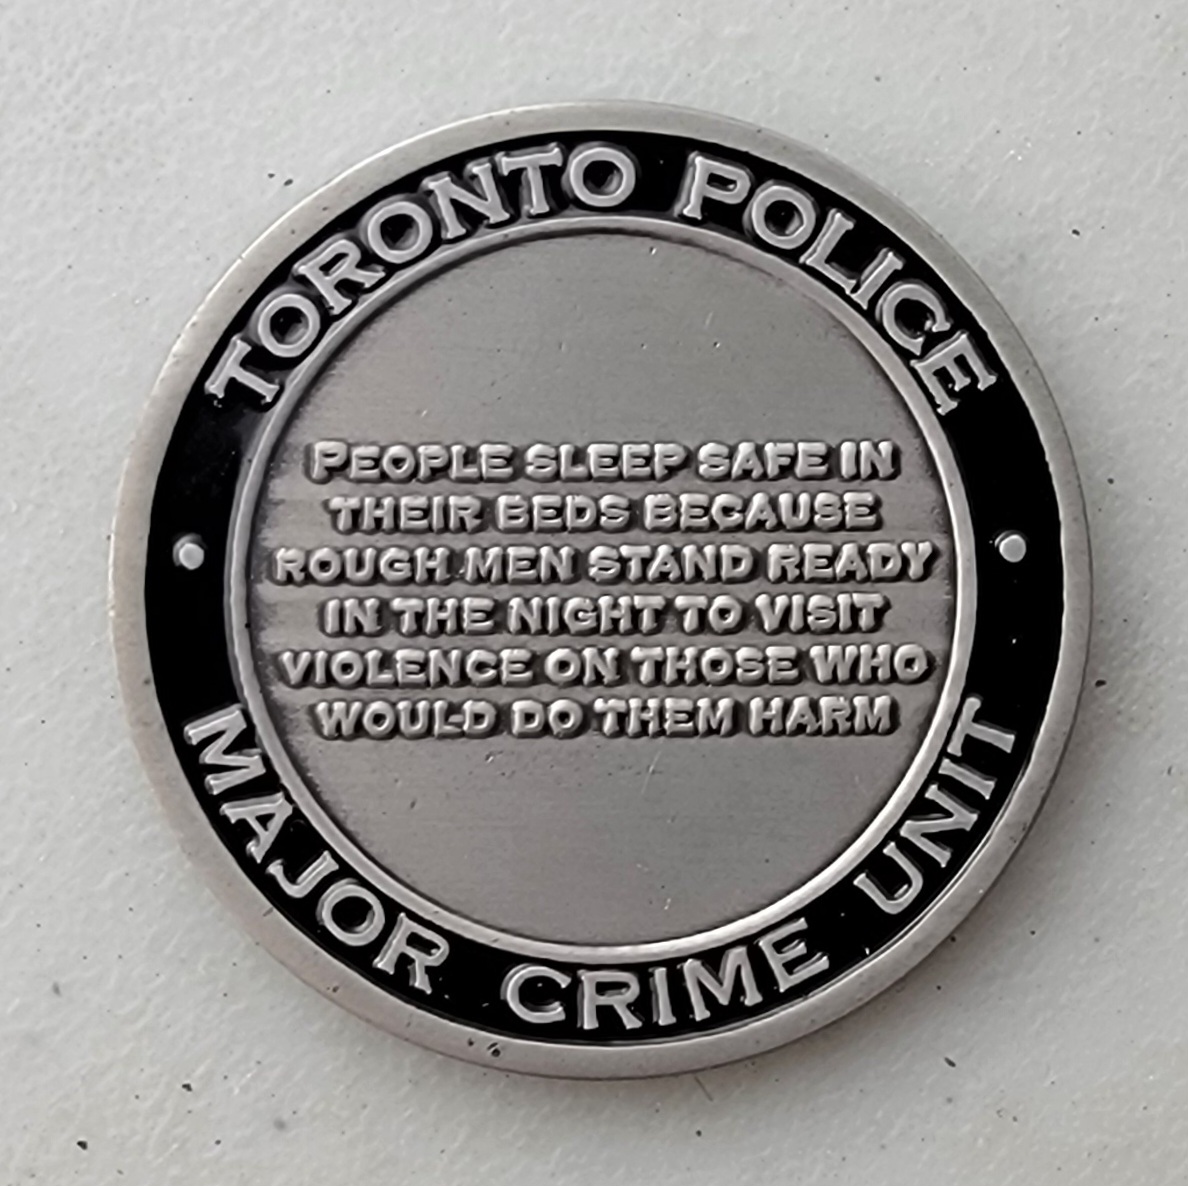 TORONTO POLICE
PEOPLE SLEEP SAFE IN
THEIR BEDS BECAUSE
ROUGH MEN STAND READY
IN THE NIGHT TO VISIT
VIOLENCE ON THOSE WHO
WOULD DO THEM HARM
MAJOR CRIME UNIT